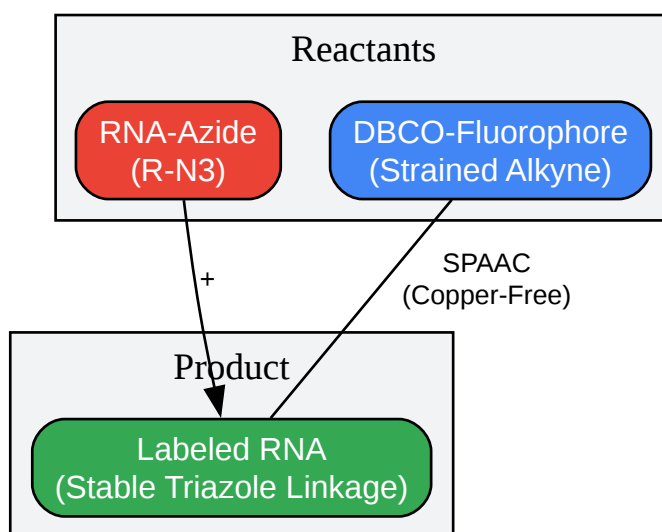 Reactants
RNA-Azide
(R-N3)
DBCO-Fluorophore
(Strained Alkyne)
+
SPAAC
(Copper-Free)
Product
Labeled RNA
(Stable Triazole Linkage)